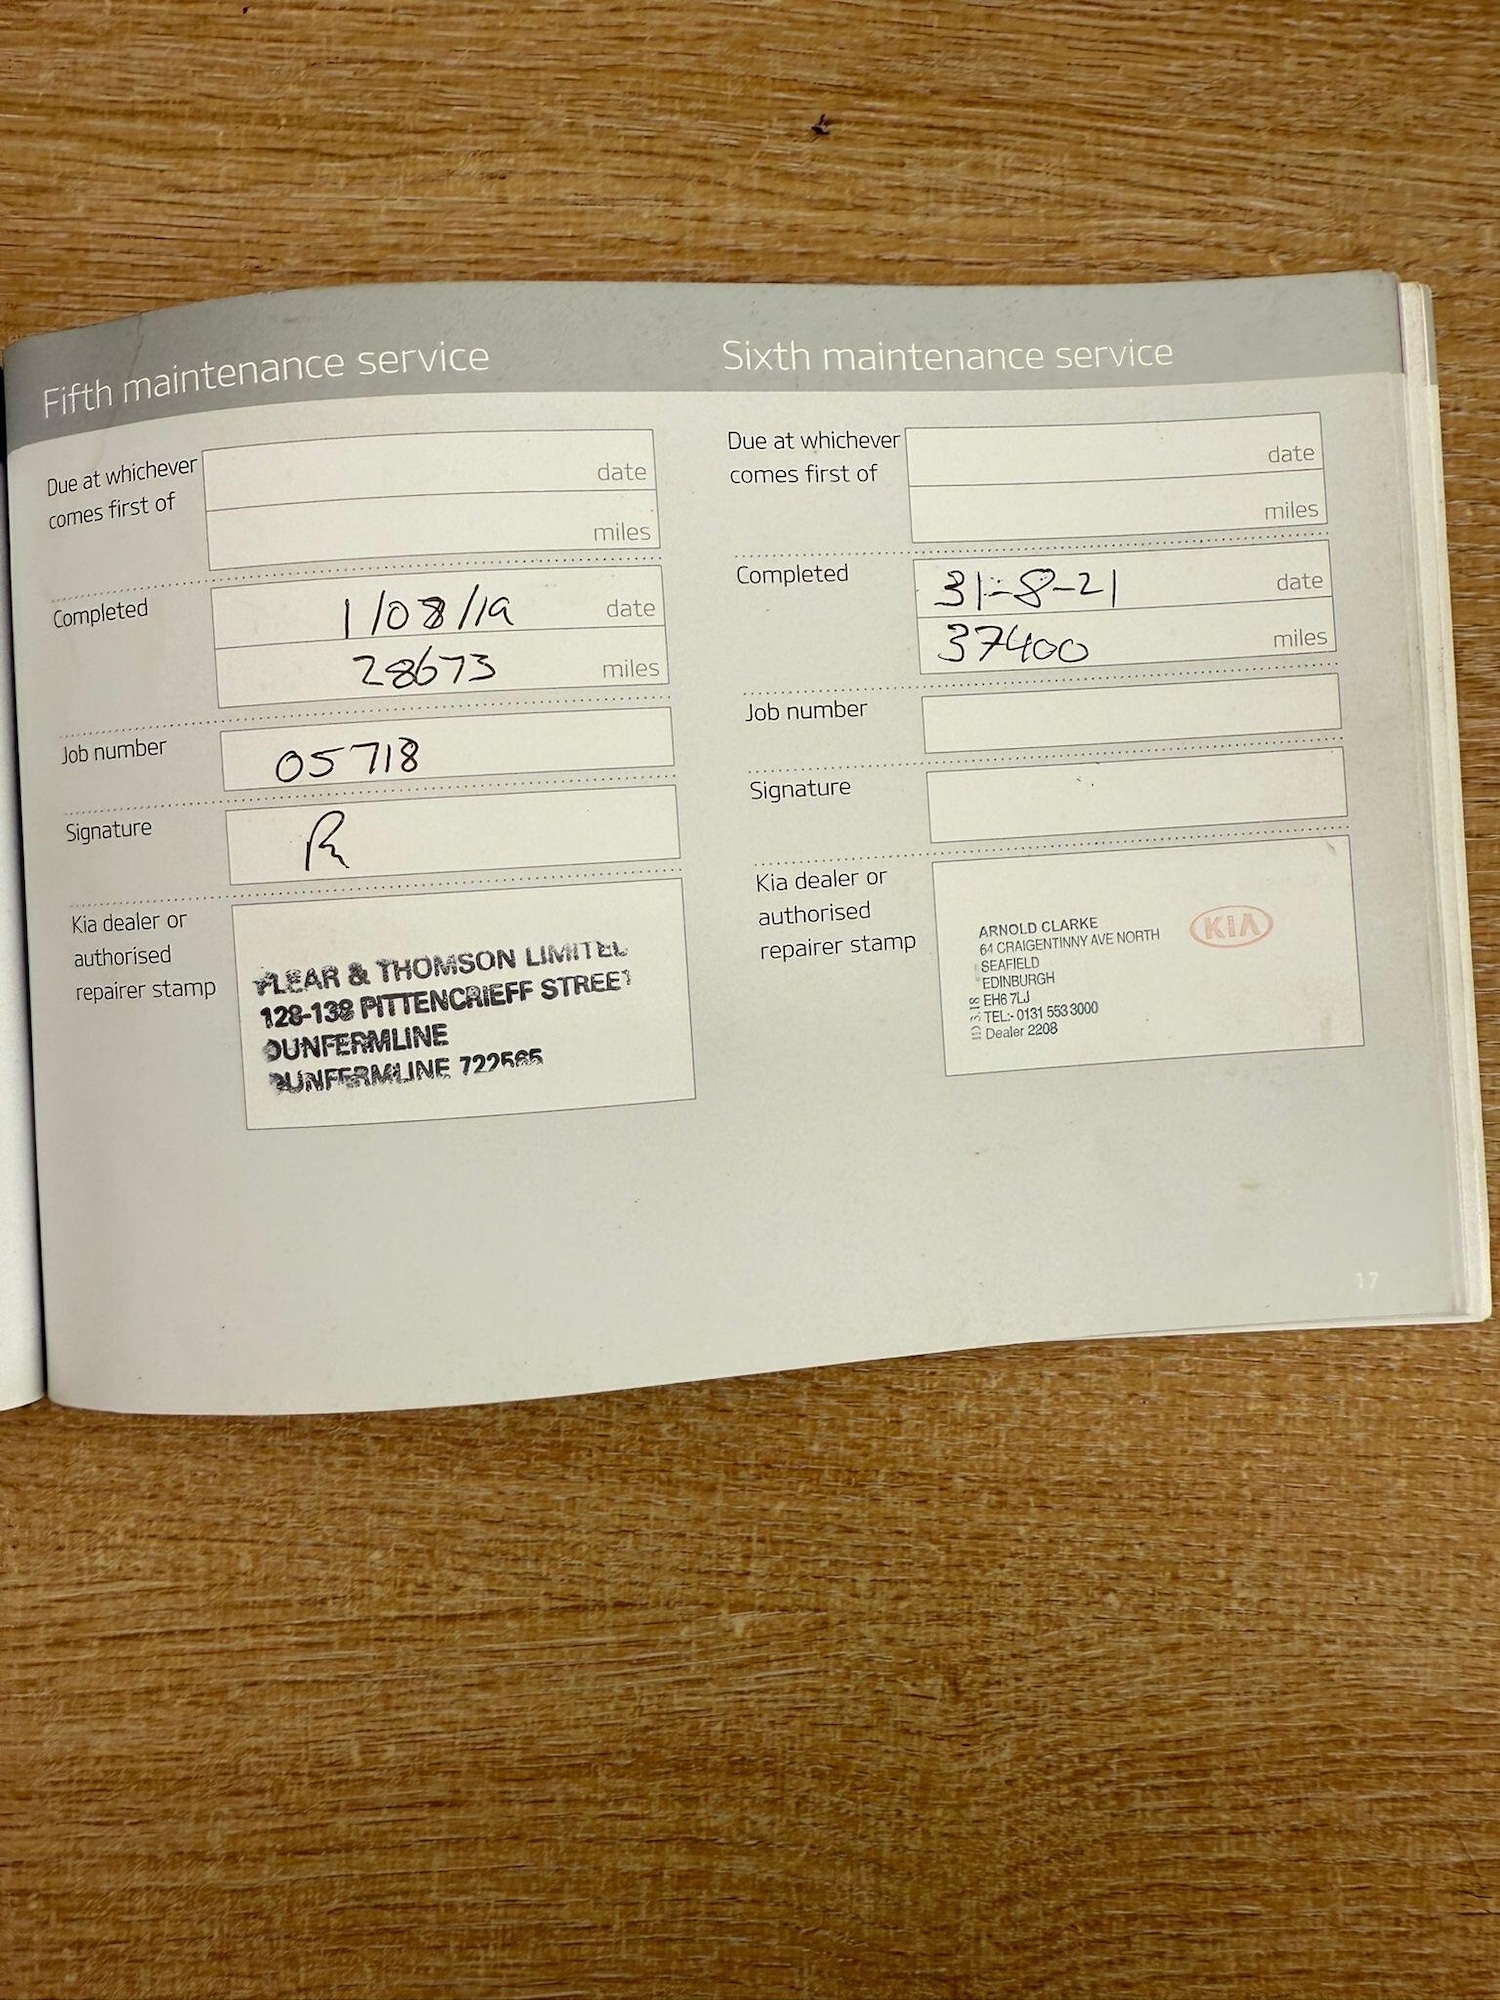 Fifth maintenance service
Due at whichever
comes first of
date
miles
Completed
1/08/19
date
28673
miles
Job number
05718
Signature
Kia dealer or
authorised
repairer stamp
FLEAR & THOMSON LIMITED
128-138 PITTENCRIEFF STREET
DUNFERMLINE
DUNFERMLINE 722565
Sixth maintenance service
Due at whichever
comes first of
date
miles
Completed
31-8-21
date
37400
miles
Job number
Signature
Kia dealer or
authorised
repairer stamp
ARNOLD CLARKE
64 CRAIGENTINNY AVE NORTH
SEAFIELD
EDINBURGH
EH6 7LJ
TEL:- 0131 553 3000
Dealer 2208
KIA
17